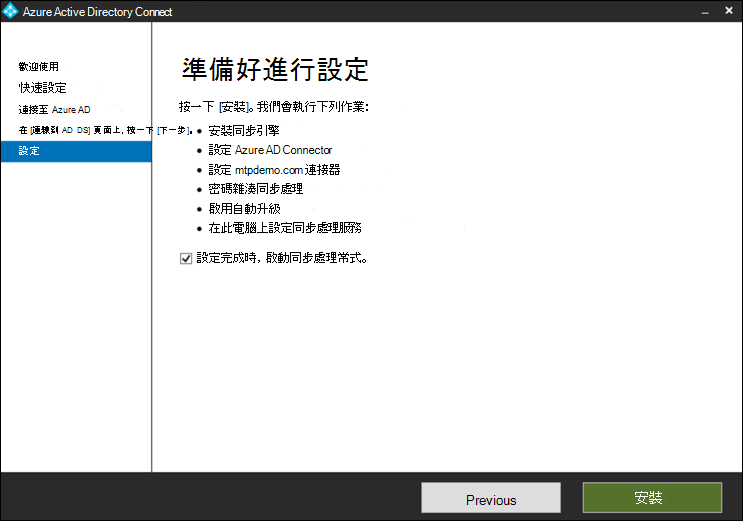 Azure Active Directory Connect
歡迎使用
快速設定
連接至 Azure AD
在 [連線到 AD DS] 頁面上，按一下 [下一步]。
設定
準備好進行設定
按一下 [安裝]。我們會執行下列作業：
安裝同步引擎
設定 Azure AD Connector
設定 mtpdemo.com 連接器
密碼雜湊同步處理
啟用自動升級
在此電腦上設定同步處理服務
設定完成時，啟動同步處理常式。
Previous
安裝